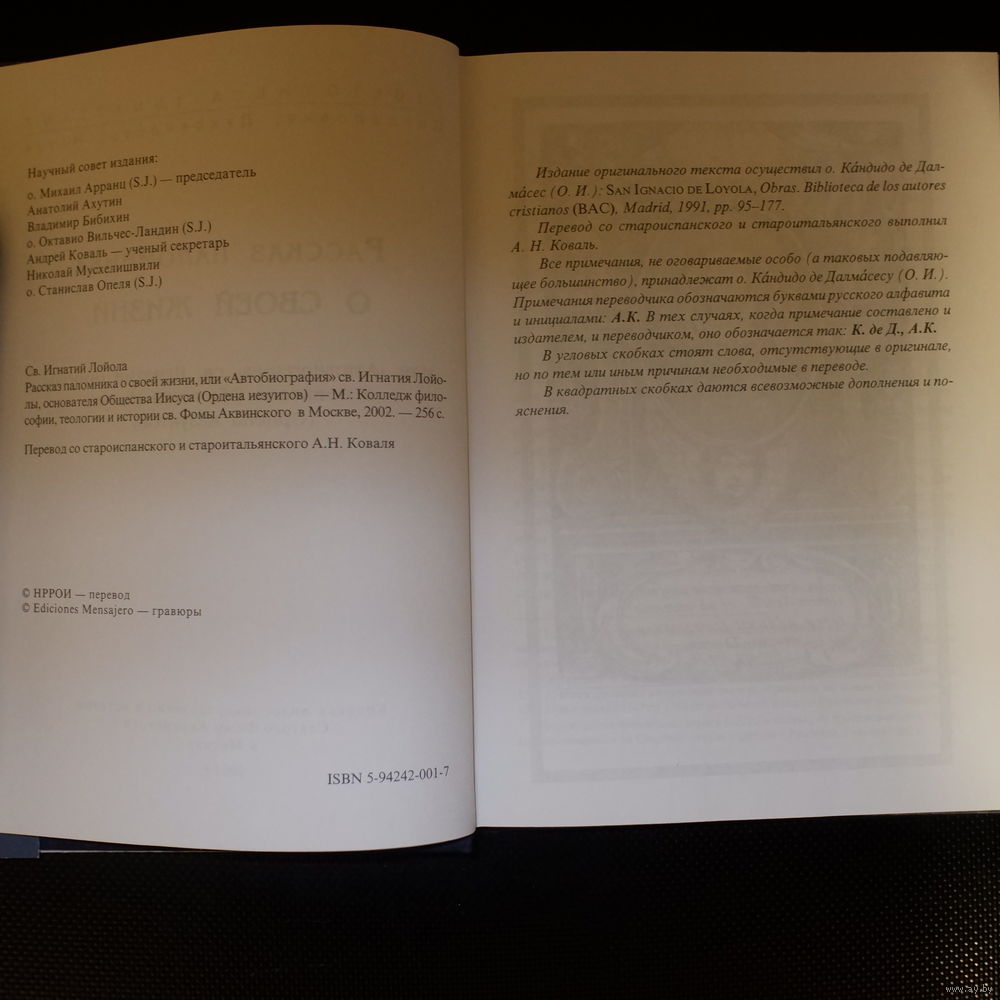 Научный совет издания:
о. Михаил Арранц (S.J.) — председатель
Анатолий Ахутин
Владимир Бибихин
о. Октавио Вильчес-Ландин (S.J.)
Андрей Коваль — ученый секретарь
Николай Мусхелишвили
о. Станислав Опеля (S.J.)
Св. Игнатий Лойола
Рассказ паломника о своей жизни, или «Автобиография» св. Игнатия Лойо-
лы, основателя Общества Иисуса (Ордена иезуитов) — М.: Колледж фило-
софии, теологии и истории св. Фомы Аквинского в Москве, 2002. — 256 с.
Перевод со староиспанского и староитальянского А.Н. Коваля
© НРРОИ — перевод
© Ediciones Mensajero — гравюры
ISBN 5-94242-001-7
Издание оригинального текста осуществил о. Ка́ндидо де Дал-
ма́сес (О. И.): SAN IGNACIO DE LOYOLA, Obras. Biblioteca de los autores
cristianos (BAC), Madrid, 1991, pp. 95–177.
Перевод со староиспанского и староитальянского выполнил
А. Н. Коваль.
Все примечания, не оговариваемые особо (а таковых подавляю-
щее большинство), принадлежат о. Ка́ндидо де Далма́сесу (О. И.).
Примечания переводчика обозначаются буквами русского алфавита
и инициалами: А.К. В тех случаях, когда примечание составлено и
издателем, и переводчиком, оно обозначается так: К. де Д., А.К.
В угловых скобках стоят слова, отсутствующие в оригинале,
но по тем или иным причинам необходимые в переводе.
В квадратных скобках даются всевозможные дополнения и по-
яснения.
www.ay.by